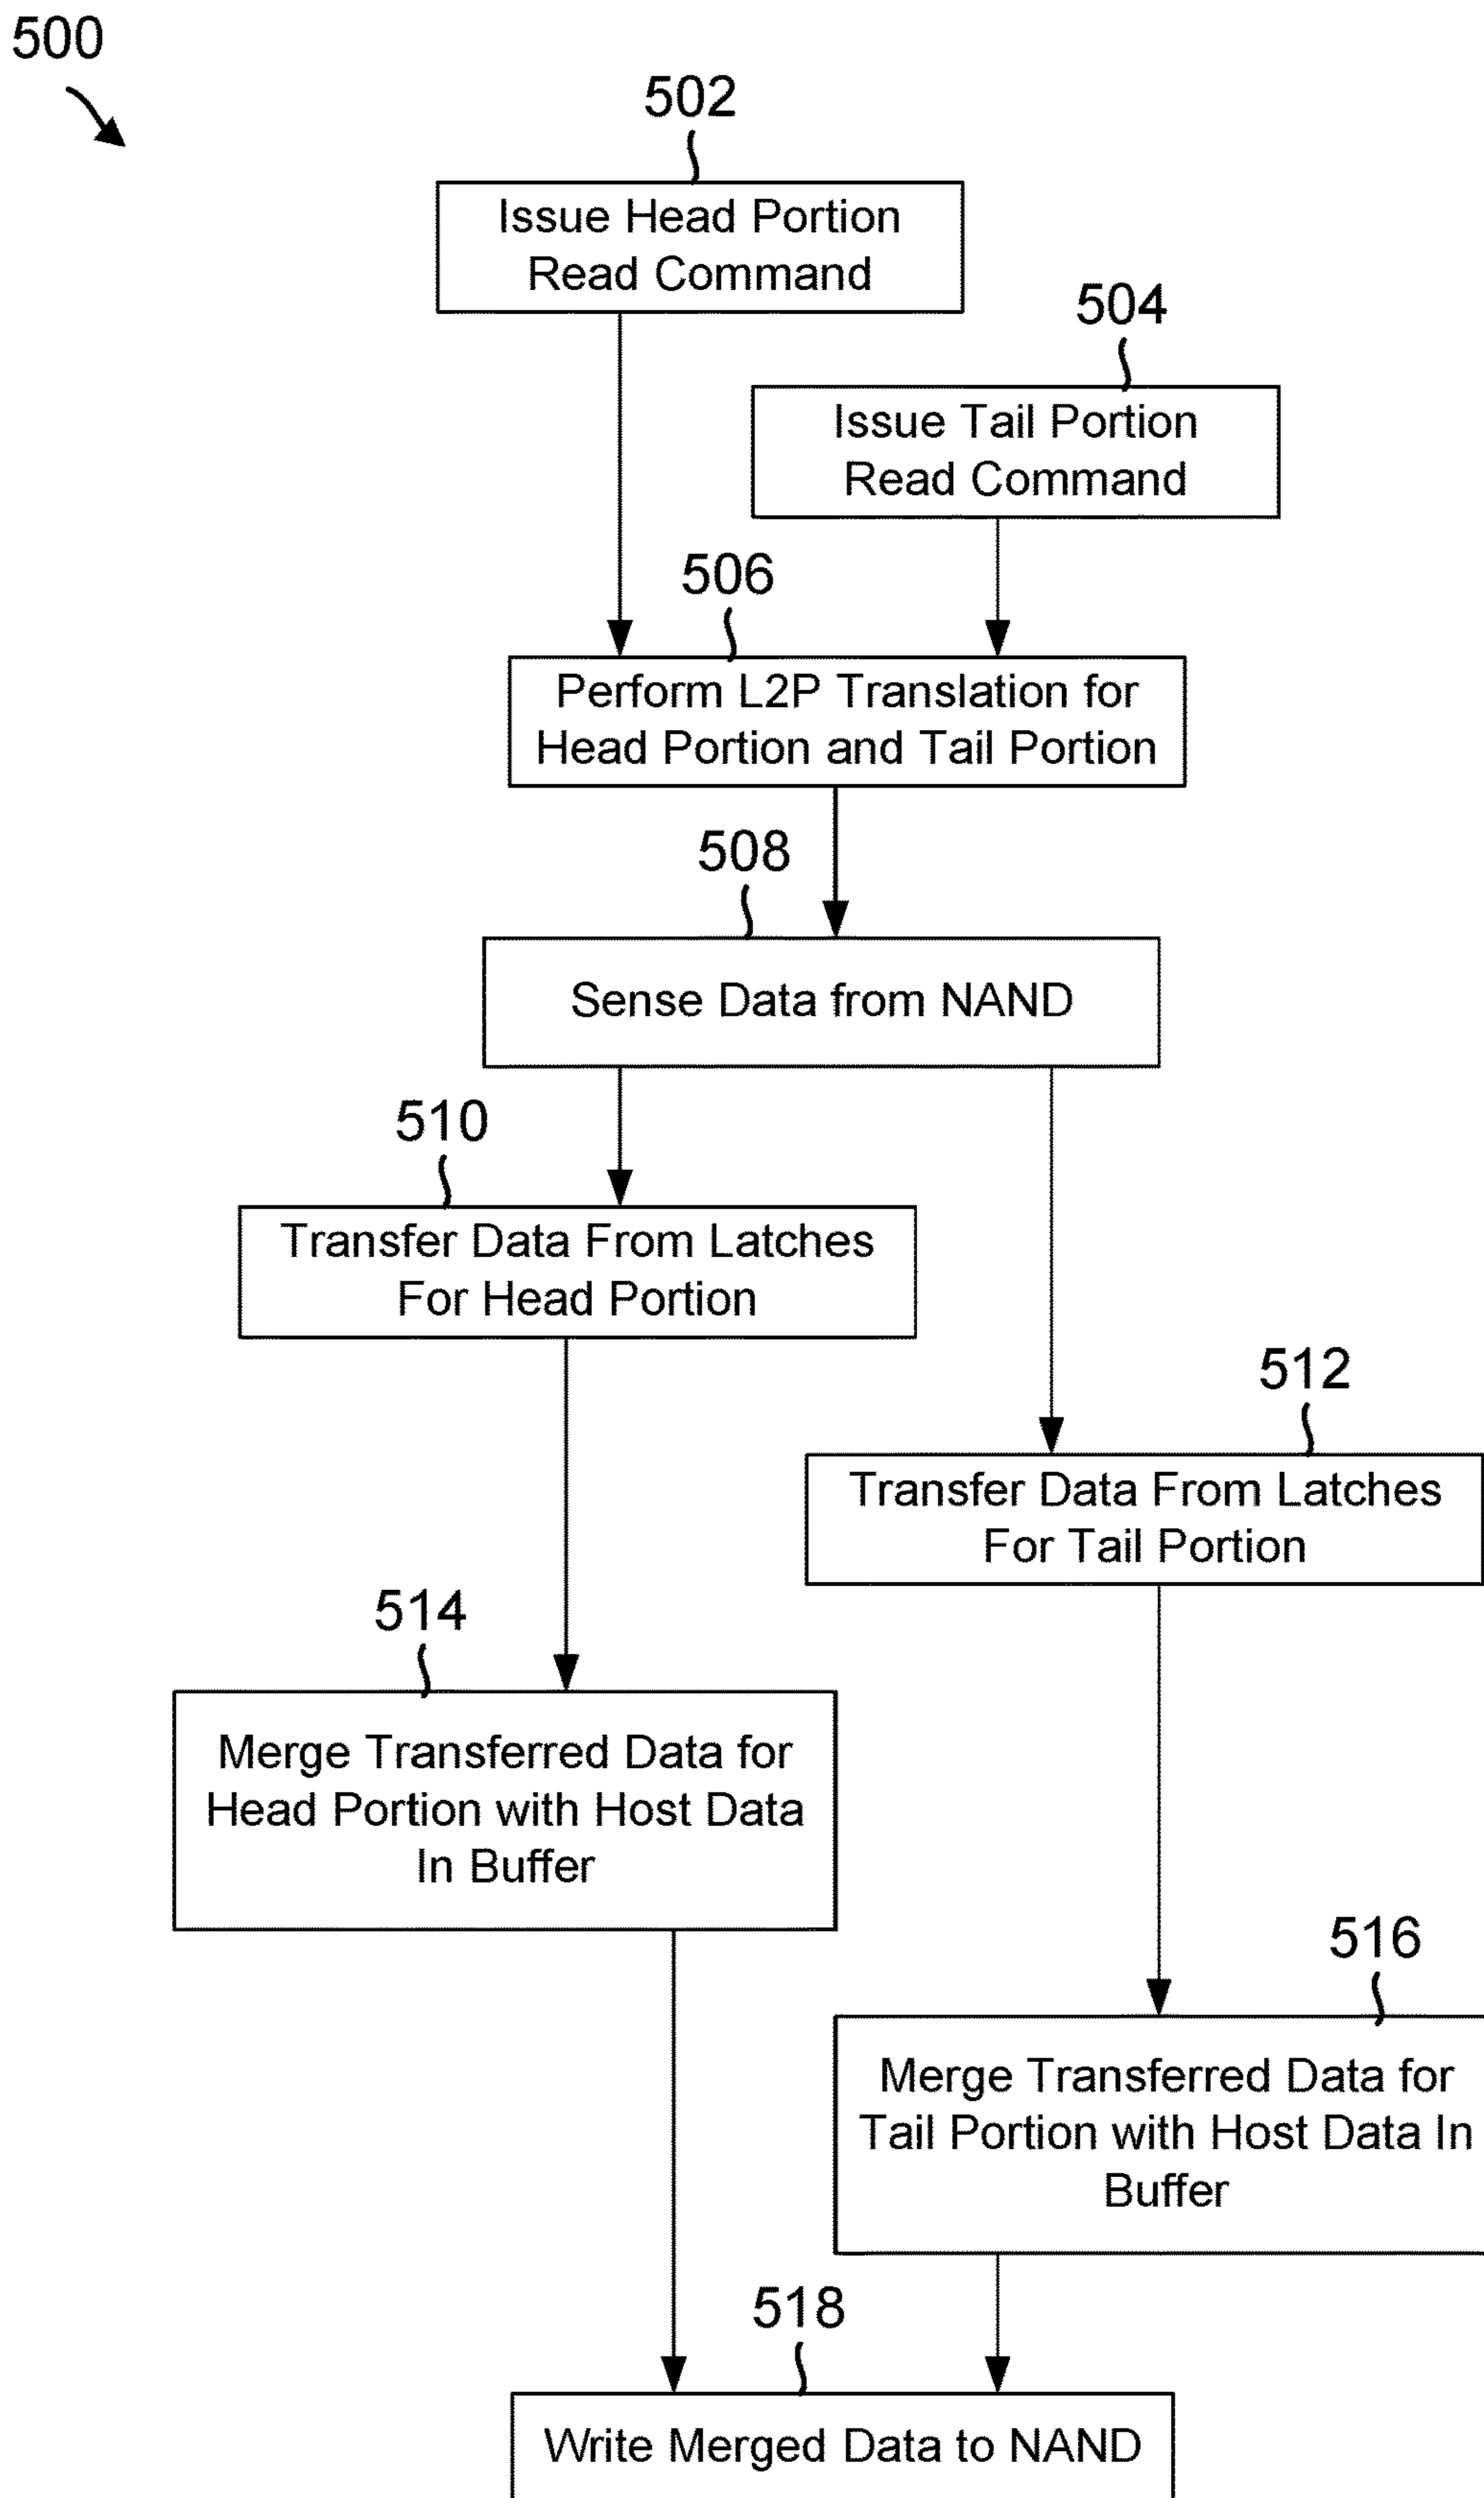 500
502
Issue Head Portion
Read Command
504
Issue Tail Portion
Read Command
506
Perform L2P Translation for
Head Portion and Tail Portion
508
Sense Data from NAND
510
Transfer Data From Latches
For Head Portion
512
Transfer Data From Latches
For Tail Portion
514
Merge Transferred Data for
Head Portion with Host Data
In Buffer
516
Merge Transferred Data for
Tail Portion with Host Data In
Buffer
518
Write Merged Data to NAND